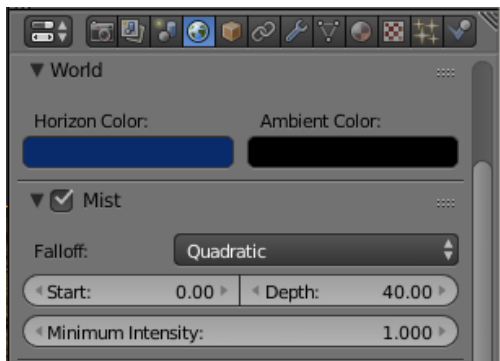 World
Horizon Color: Ambient Color:
Mist
Falloff: Quadratic
Start: 0.00 Depth: 40.00
Minimum Intensity: 1.000